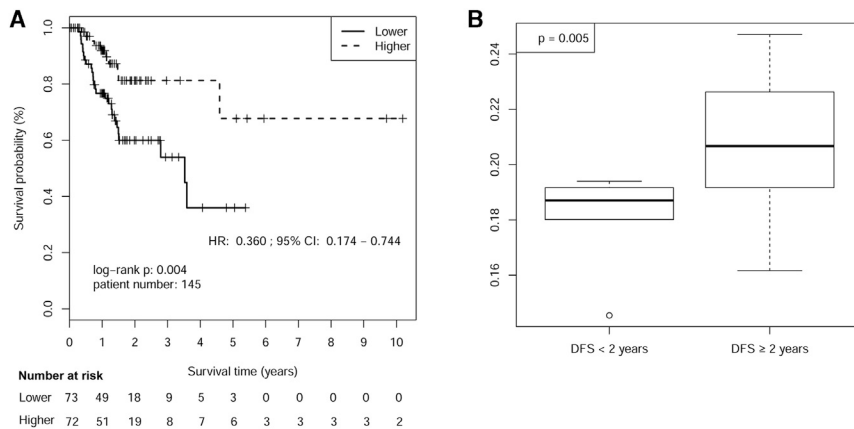 A
Survival probability (%)
1.0
0.8
0.6
0.4
0.2
0.0
Lower
Higher
HR: 0.360 ; 95% CI: 0.174 − 0.744
log−rank p: 0.004
patient number: 145
0 1 2 3 4 5 6 7 8 9 10
Survival time (years)
Number at risk
Lower 73 49 18 9 5 3 0 0 0 0 0
Higher 72 51 19 8 7 6 3 3 3 3 2
B
p = 0.005
0.24
0.22
0.20
0.18
0.16
DFS < 2 years
DFS ≥ 2 years